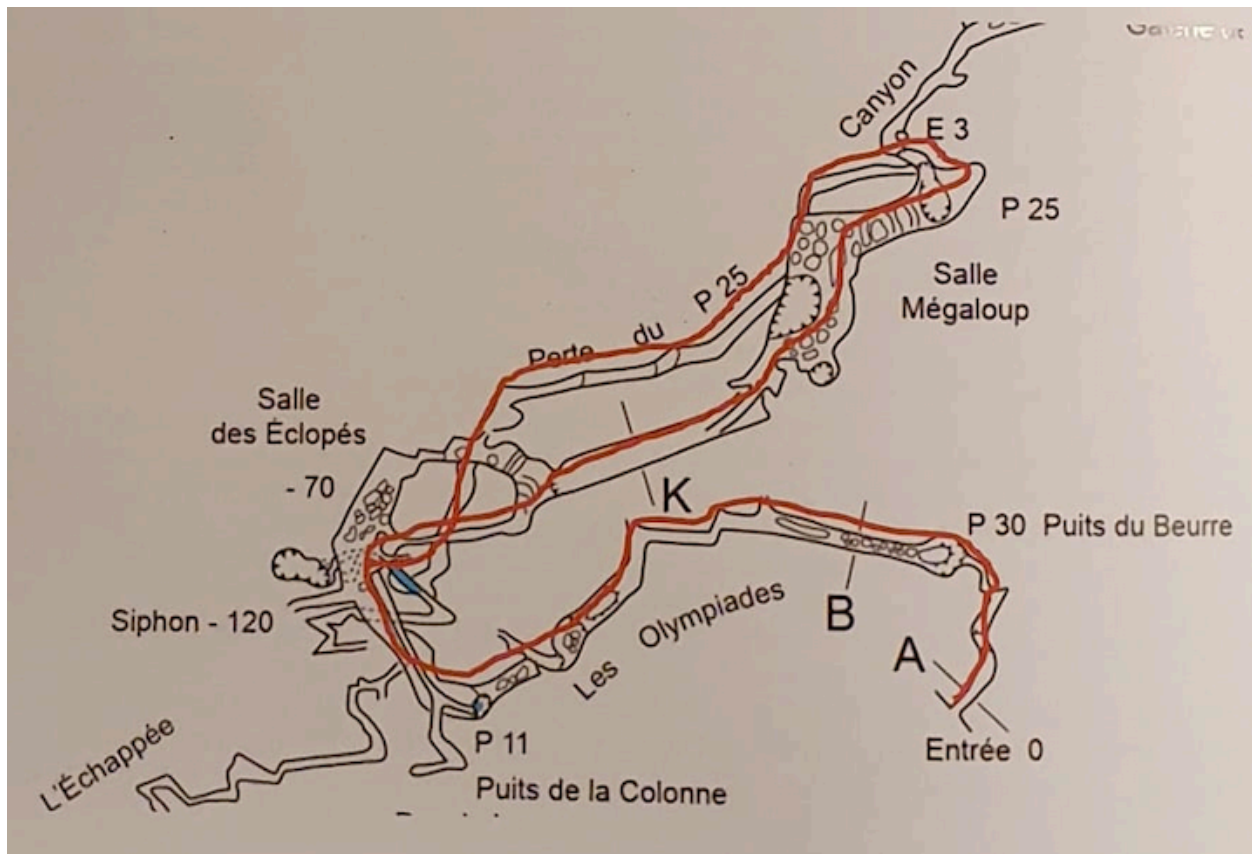 Canyon
E 3
P 25
Salle
Mégaloup
Perte du P 25
Salle
des Éclopés
- 70
K
P 30 Puits du Beurre
B
Les Olympiades
A
Siphon - 120
Entrée 0
P 11
Puits de la Colonne
L'Échappée